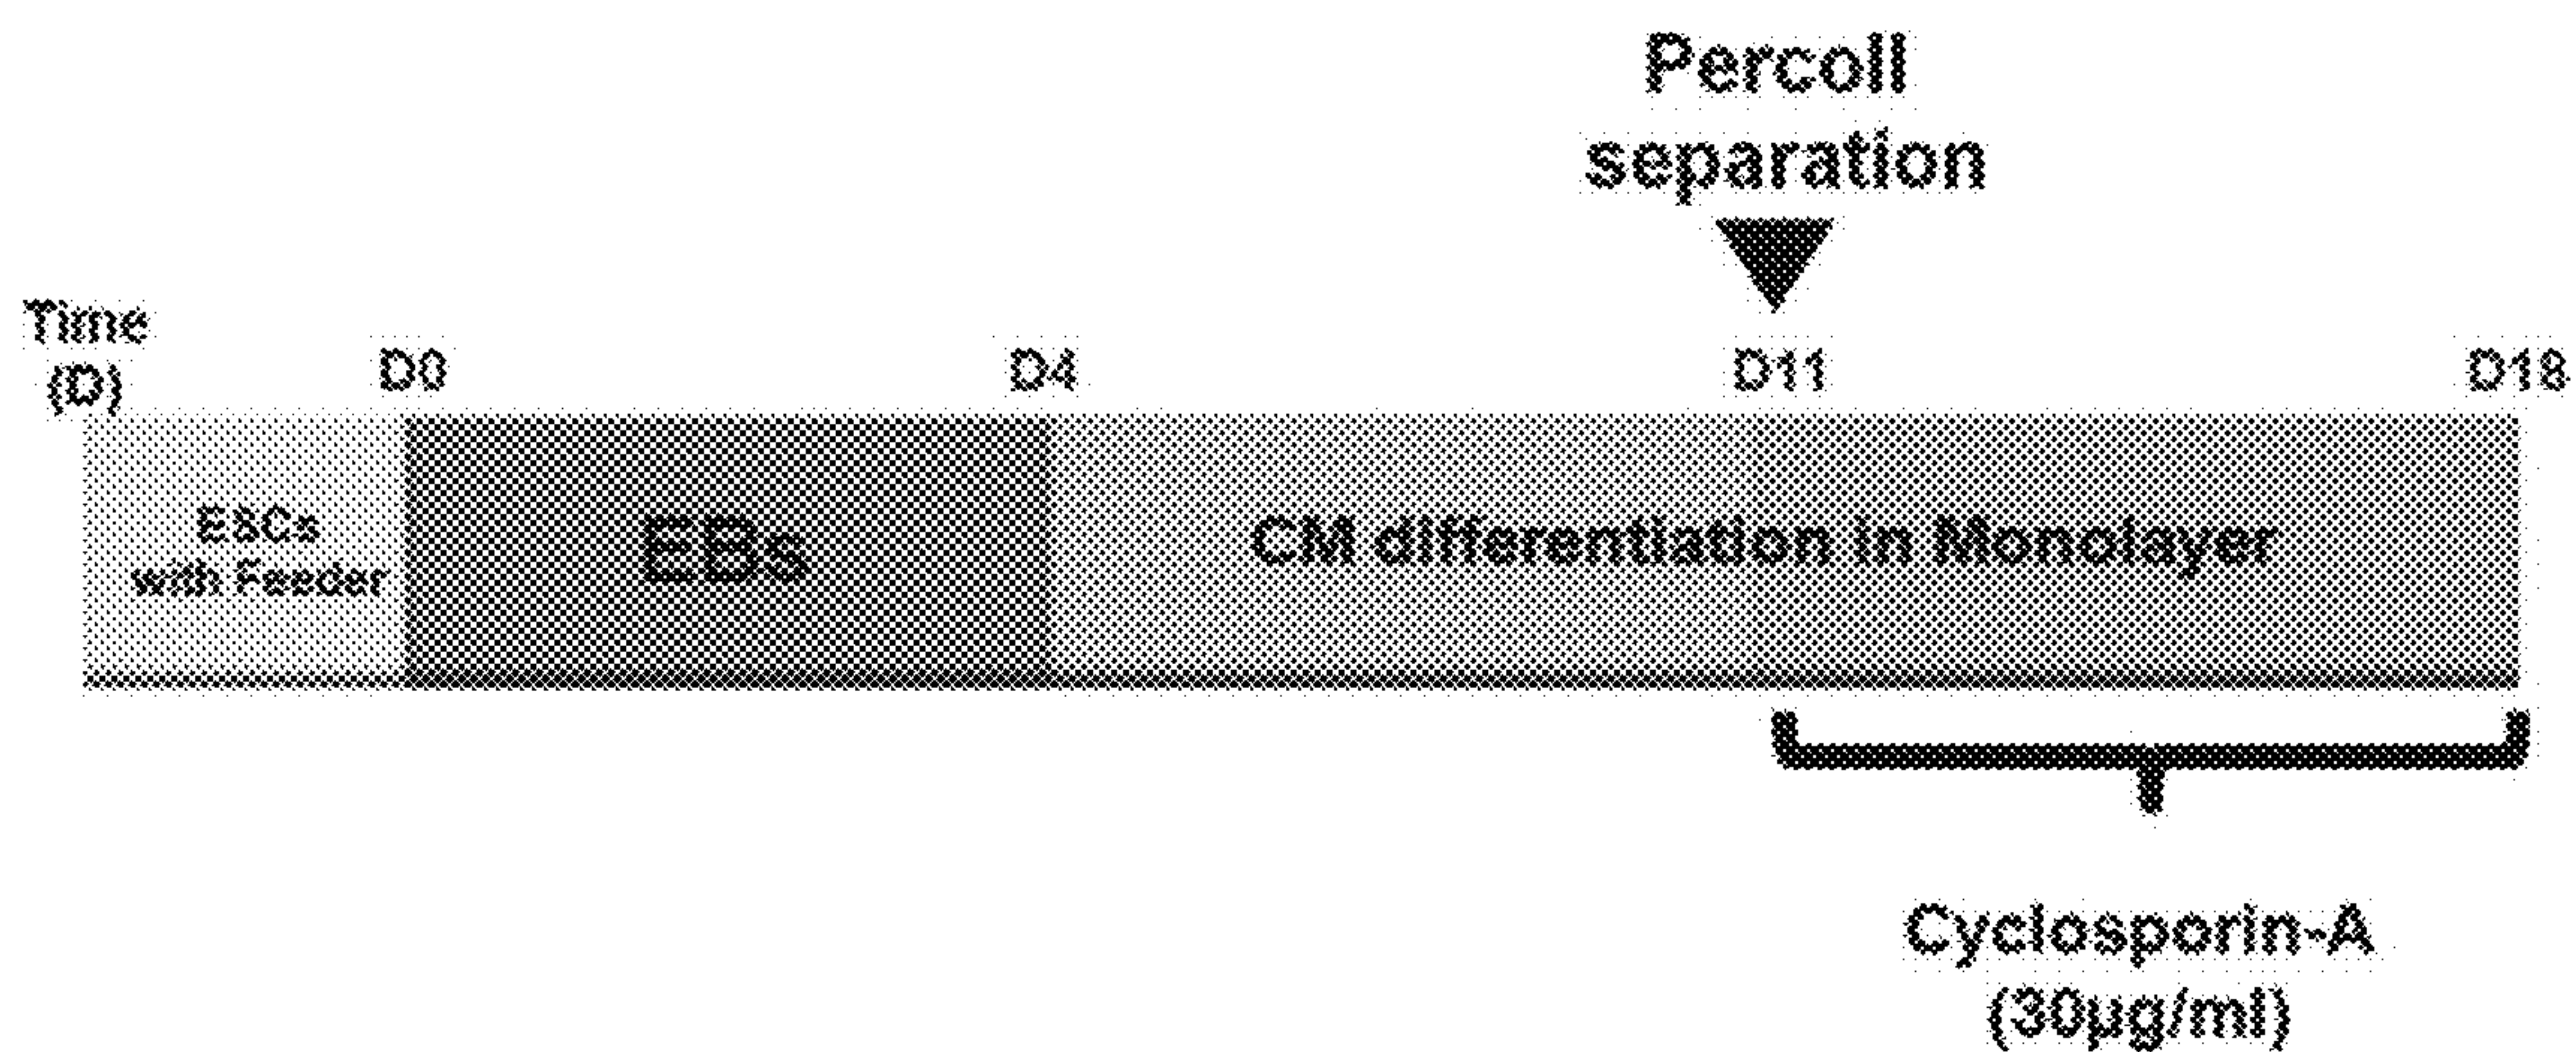 Percoll
separation
Time
(D)
D0
D4
D11
D18
ESCs
with Feeder
EBs
CM differentiation in Monolayer
Cyclosporin-A
(30µg/ml)